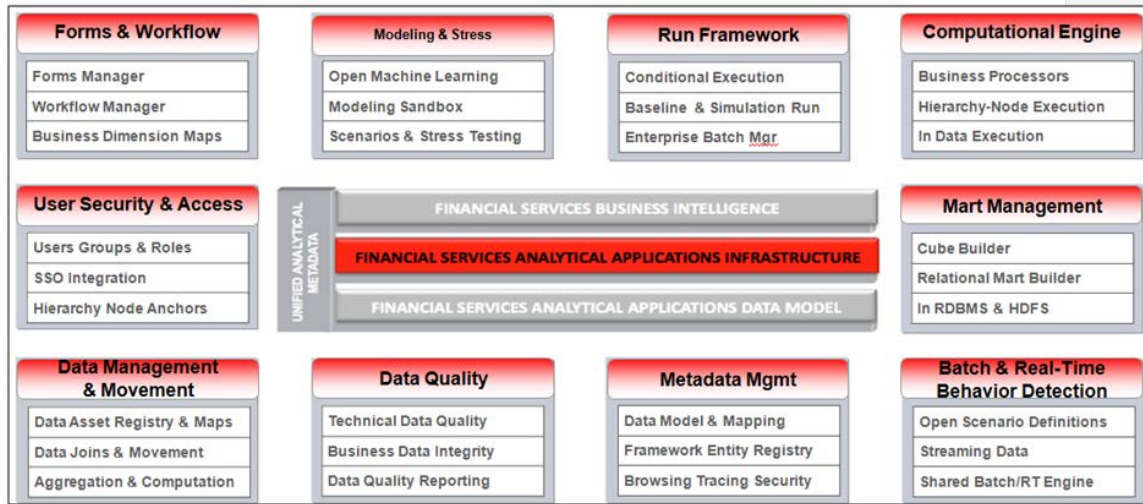 Forms & Workflow
Forms Manager
Workflow Manager
Business Dimension Maps
Modeling & Stress
Open Machine Learning
Modeling Sandbox
Scenarios & Stress Testing
Run Framework
Conditional Execution
Baseline & Simulation Run
Enterprise Batch Mgr
Computational Engine
Business Processors
Hierarchy-Node Execution
In Data Execution
User Security & Access
Users Groups & Roles
SSO Integration
Hierarchy Node Anchors
UNIFIED ANALYTICAL
METADATA
FINANCIAL SERVICES BUSINESS INTELLIGENCE
FINANCIAL SERVICES ANALYTICAL APPLICATIONS INFRASTRUCTURE
FINANCIAL SERVICES ANALYTICAL APPLICATIONS DATA MODEL
Mart Management
Cube Builder
Relational Mart Builder
In RDBMS & HDFS
Data Management
& Movement
Data Asset Registry & Maps
Data Joins & Movement
Aggregation & Computation
Data Quality
Technical Data Quality
Business Data Integrity
Data Quality Reporting
Metadata Mgmt
Data Model & Mapping
Framework Entity Registry
Browsing Tracing Security
Batch & Real-Time
Behavior Detection
Open Scenario Definitions
Streaming Data
Shared Batch/RT Engine